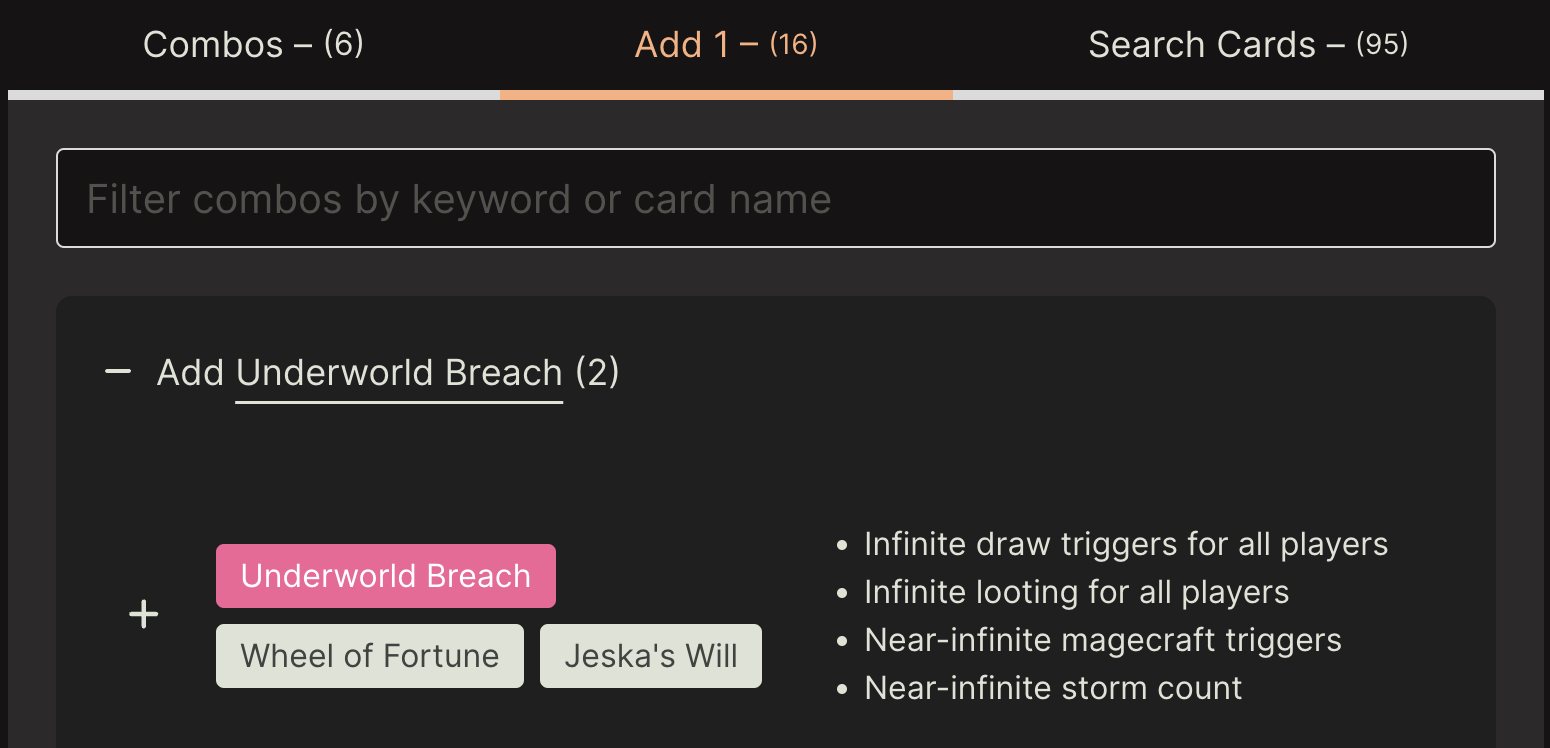 Combos – (6) Add 1 – (16) Search Cards – (95)
Filter combos by keyword or card name
Add Underworld Breach (2)
Underworld Breach
Wheel of Fortune Jeska's Will
Infinite draw triggers for all players
Infinite looting for all players
Near-infinite magecraft triggers
Near-infinite storm count